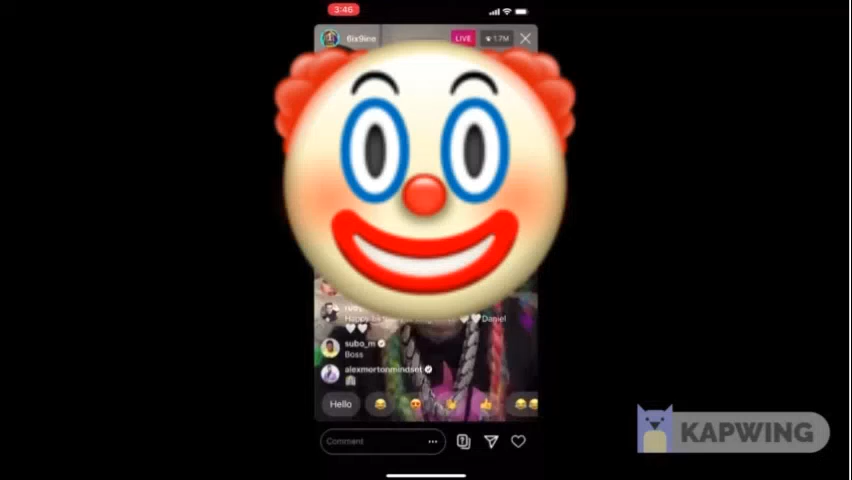 3:46
6ix9ine
LIVE
1.7M
Daniel
subo_m
Boss
alexmortonmindset
Hello
Comment
KAPWING